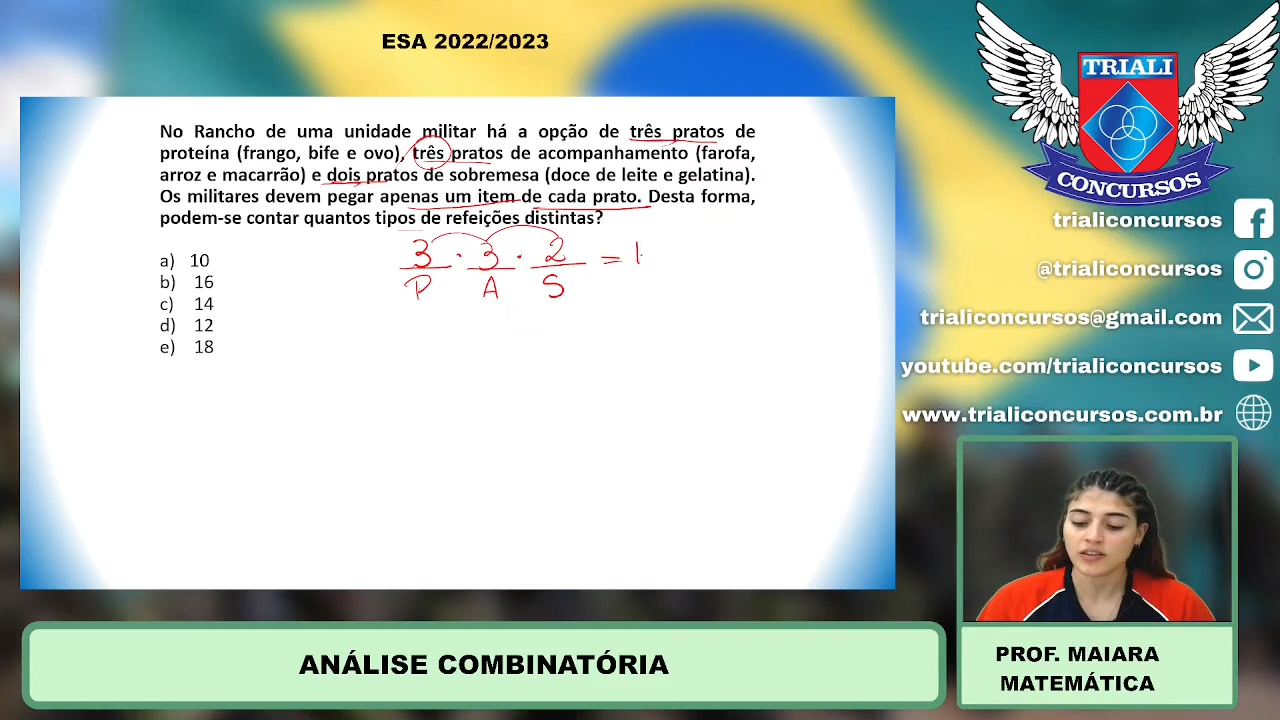 ESA 2022/2023
No Rancho de uma unidade militar há a opção de três pratos de
proteína (frango, bife e ovo), três pratos de acompanhamento (farofa,
arroz e macarrão) e dois pratos de sobremesa (doce de leite e gelatina).
Os militares devem pegar apenas um item de cada prato. Desta forma,
podem-se contar quantos tipos de refeições distintas?
3 · 3 · 2 = 1
P A S
a) 10
b) 16
c) 14
d) 12
e) 18
TRIALI
CONCURSOS
trialiconcursos
@trialiconcursos
trialiconcursos@gmail.com
youtube.com/trialiconcursos
www.trialiconcursos.com.br
ANÁLISE COMBINATÓRIA
PROF. MAIARA
MATEMÁTICA